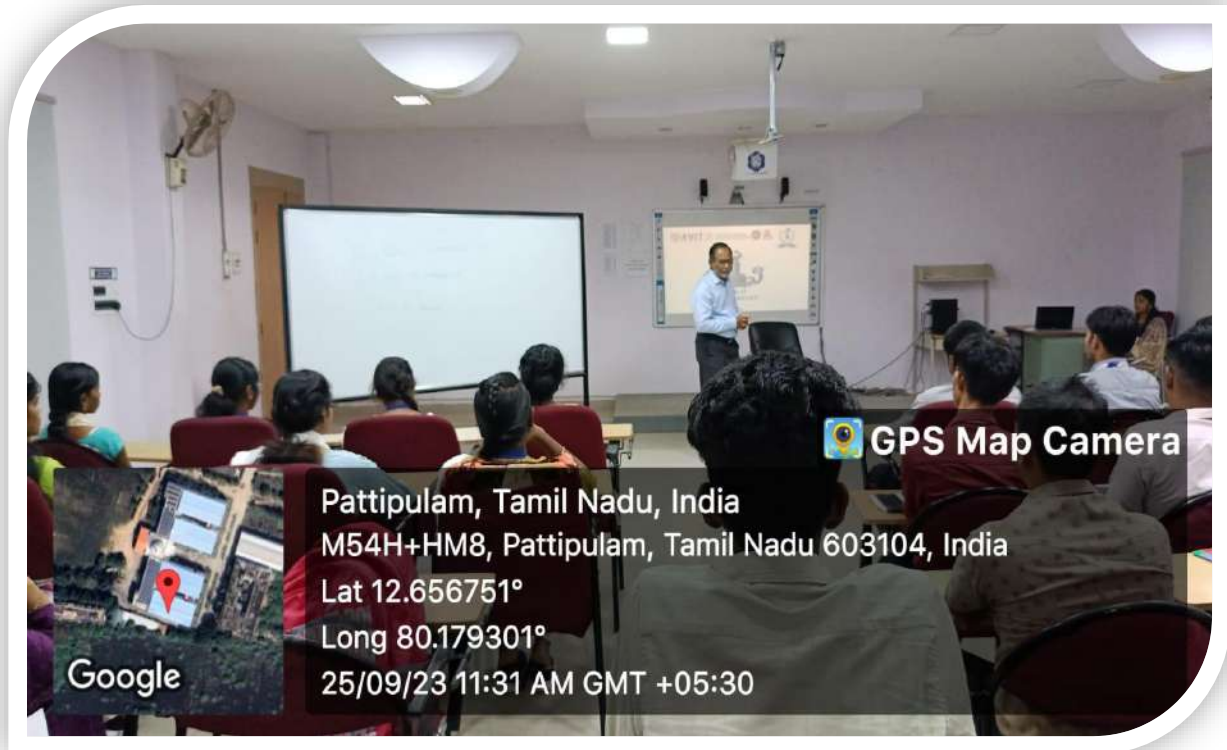 GPS Map Camera
Pattipulam, Tamil Nadu, India
M54H+HM8, Pattipulam, Tamil Nadu 603104, India
Lat 12.656751°
Long 80.179301°
25/09/23 11:31 AM GMT +05:30
Google